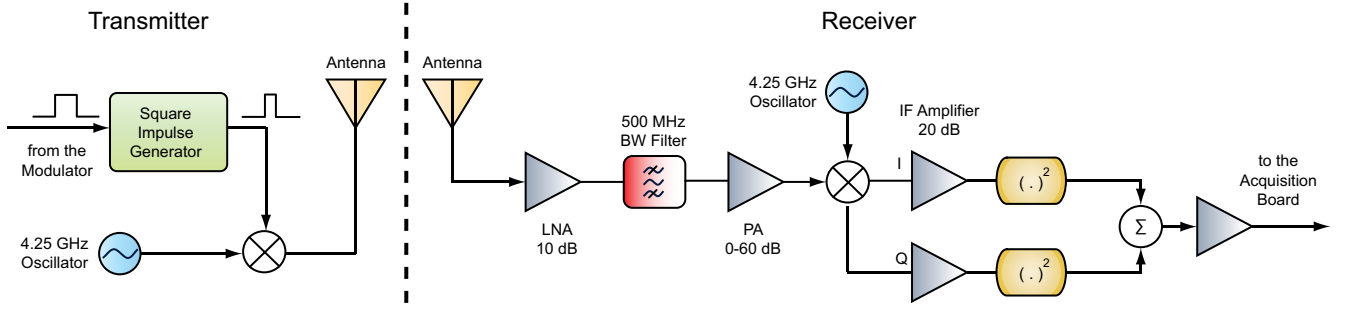 Transmitter
Receiver
Antenna
Antenna
Square
Impulse
Generator
from the
Modulator
4.25 GHz
Oscillator
LNA
10 dB
500 MHz
BW Filter
PA
0-60 dB
4.25 GHz
Oscillator
I
Q
IF Amplifier
20 dB
( . )²
( . )²
Σ
to the
Acquisition
Board